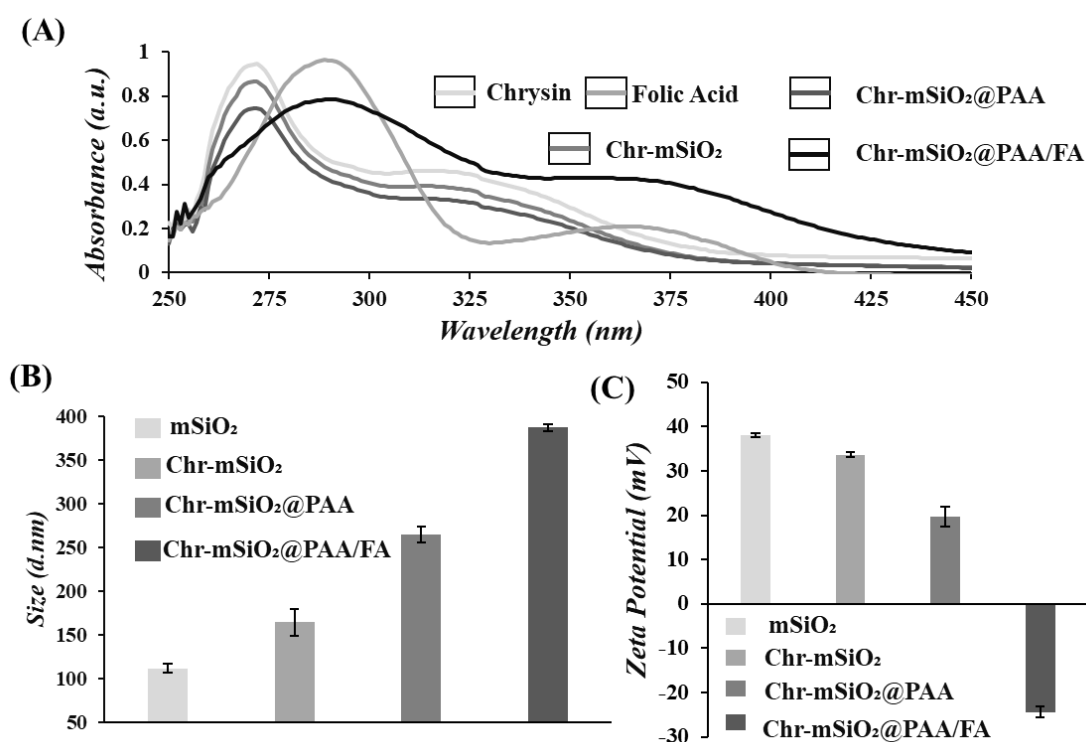 (A)
Absorbance (a.u.)
1
0.8
0.6
0.4
0.2
0
Chrysin
Folic Acid
Chr-mSiO₂@PAA
Chr-mSiO₂
Chr-mSiO₂@PAA/FA
250 275 300 325 350 375 400 425 450
Wavelength (nm)
(B)
Size (d.nm)
400
350
300
250
200
150
100
50
mSiO₂
Chr-mSiO₂
Chr-mSiO₂@PAA
Chr-mSiO₂@PAA/FA
(C)
Zeta Potential (mV)
50
40
30
20
10
0
-10
-20
-30
mSiO₂
Chr-mSiO₂
Chr-mSiO₂@PAA
Chr-mSiO₂@PAA/FA